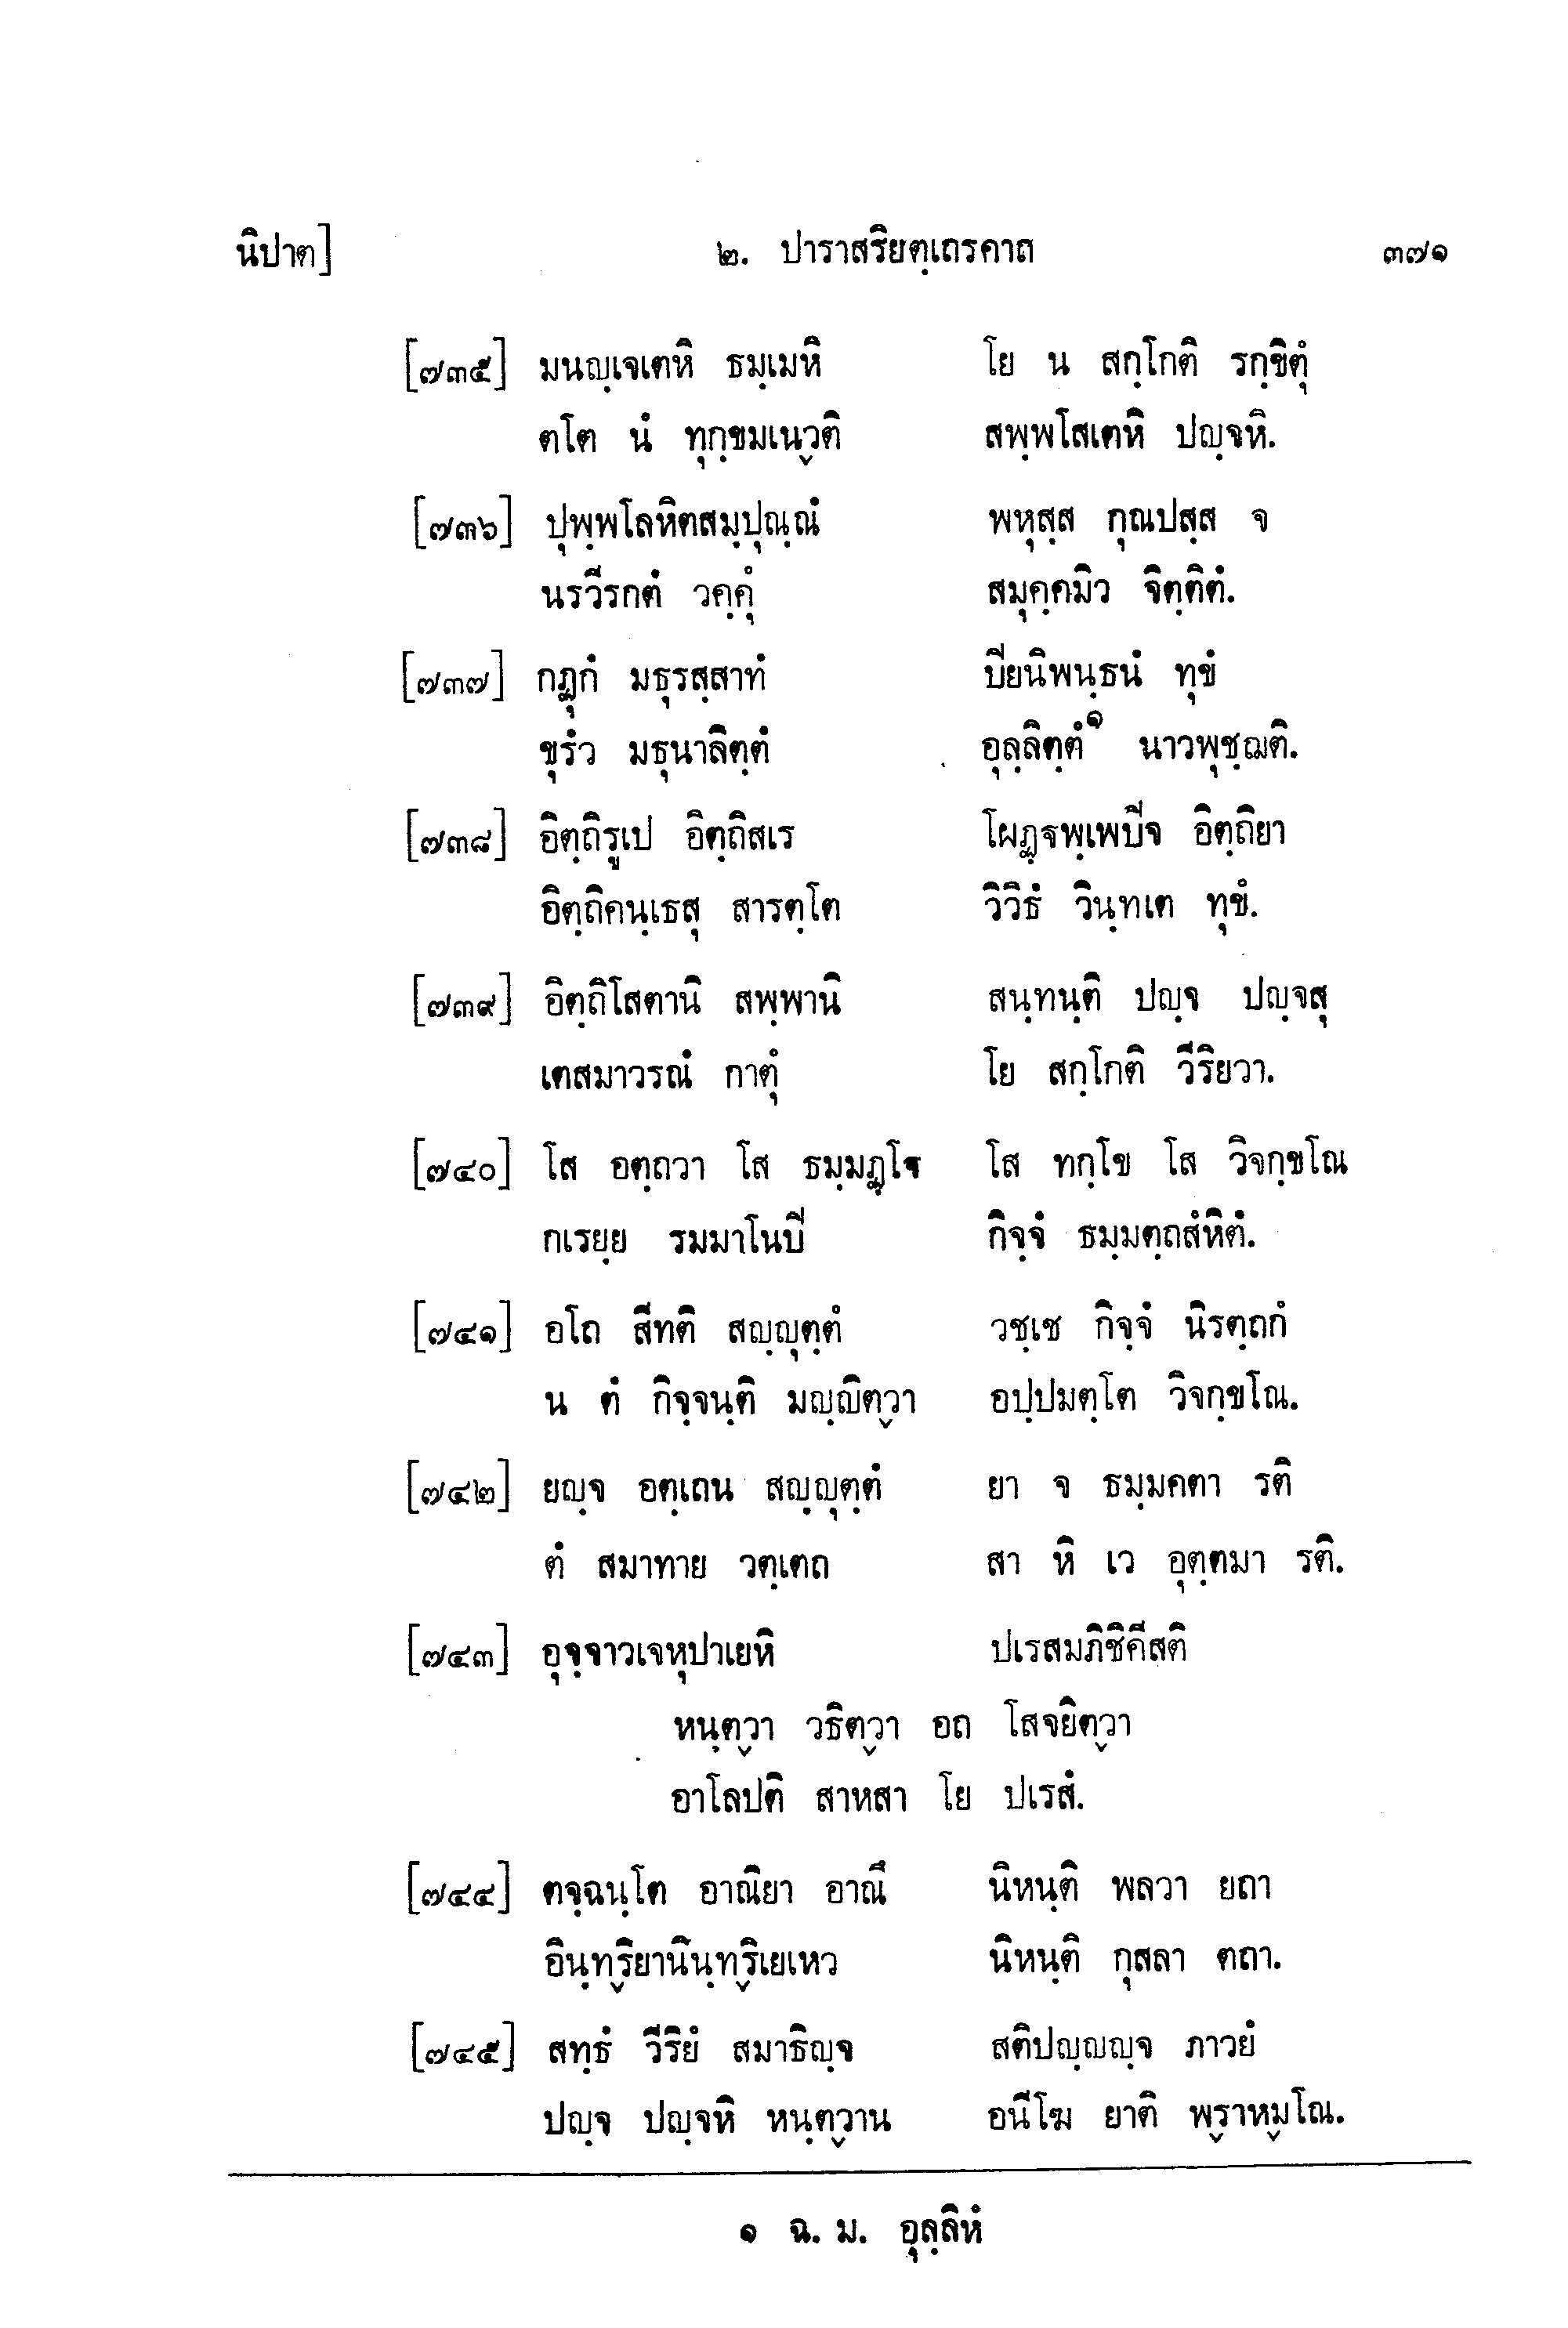 นิปาต] ๒. ปาราสริยตฺเถรคาถ ๓๗๑
[๗๓๕] มนญฺเจเตหิ ธมฺเมหิ โย น สกฺโกติ รกฺขิตุํ
ตโต นํ ทุกฺขมเนฺวติ สพฺพโสเตหิ ปญฺจหิ.
[๗๓๖] ปุพฺพโลหิตสมฺปุณฺณํ พหุสฺส กุณปสฺส จ
นรวีรกตํ วคฺคุํ สมุคฺคมิว จิตฺติตํ.
[๗๓๗] กฏุกํ มธุรสฺสาทํ ปียนิพนฺธนํ ทุขํ
ขุรํว มธุนาลิตฺตํ อุลฺลิตฺตํ๑ นาวพุชฺฌติ.
[๗๓๘] อิตฺถิรูเป อิตฺถิสเร โผฏฺฐพฺเพปิจ อิตฺถิยา
อิตฺถิคนฺเธสุ สารตฺโต วิวิธํ วินฺทเต ทุขํ.
[๗๓๙] อิตฺถิโสตานิ สพฺพานิ สนฺทนฺติ ปญฺจ ปญฺจสุ
เตสมาวรณํ กาตุํ โย สกฺโกติ วีริยวา.
[๗๔๐] โส อตฺถวา โส ธมฺมฏฺโฐ โส ทกฺโข โส วิจกฺขโณ
กเรยฺย รมมาโนปิ กิจฺจํ ธมฺมตฺถสํหิตํ.
[๗๔๑] อโถ สีทติ สญฺญุตฺตํ วชฺเช กิจฺจํ นิรตฺถกํ
น ตํ กิจฺจนฺติ มญฺญิตฺวา อปฺปมตฺโต วิจกฺขโณ.
[๗๔๒] ยญฺจ อตฺเถน สญฺญุตฺตํ ยา จ ธมฺมคตา รติ
ตํ สมาทาย วตฺเตถ สา หิ เว อุตฺตมา รติ.
[๗๔๓] อุจฺจาวเจหุปาเยหิ ปเรสมภิชิคีสติ
หนฺตฺวา วธิตฺวา อถ โสจยิตฺวา
อาโลปติ สาหสา โย ปเรสํ.
[๗๔๔] ตจฺฉนฺโต อาณิยา อาณึ นิหนฺติ พลวา ยถา
อินฺทฺริยานินฺทฺริเยเหว นิหนฺติ กุสลา ตถา.
[๗๔๕] สทฺธํ วีริยํ สมาธิญฺจ สติปญฺญญฺจ ภาวยํ
ปญฺจ ปญฺจหิ หนฺตฺวาน อนีโฆ ยาติ พฺราหฺมโณ.
๑ ฉ. ม. อุลฺลิหํ